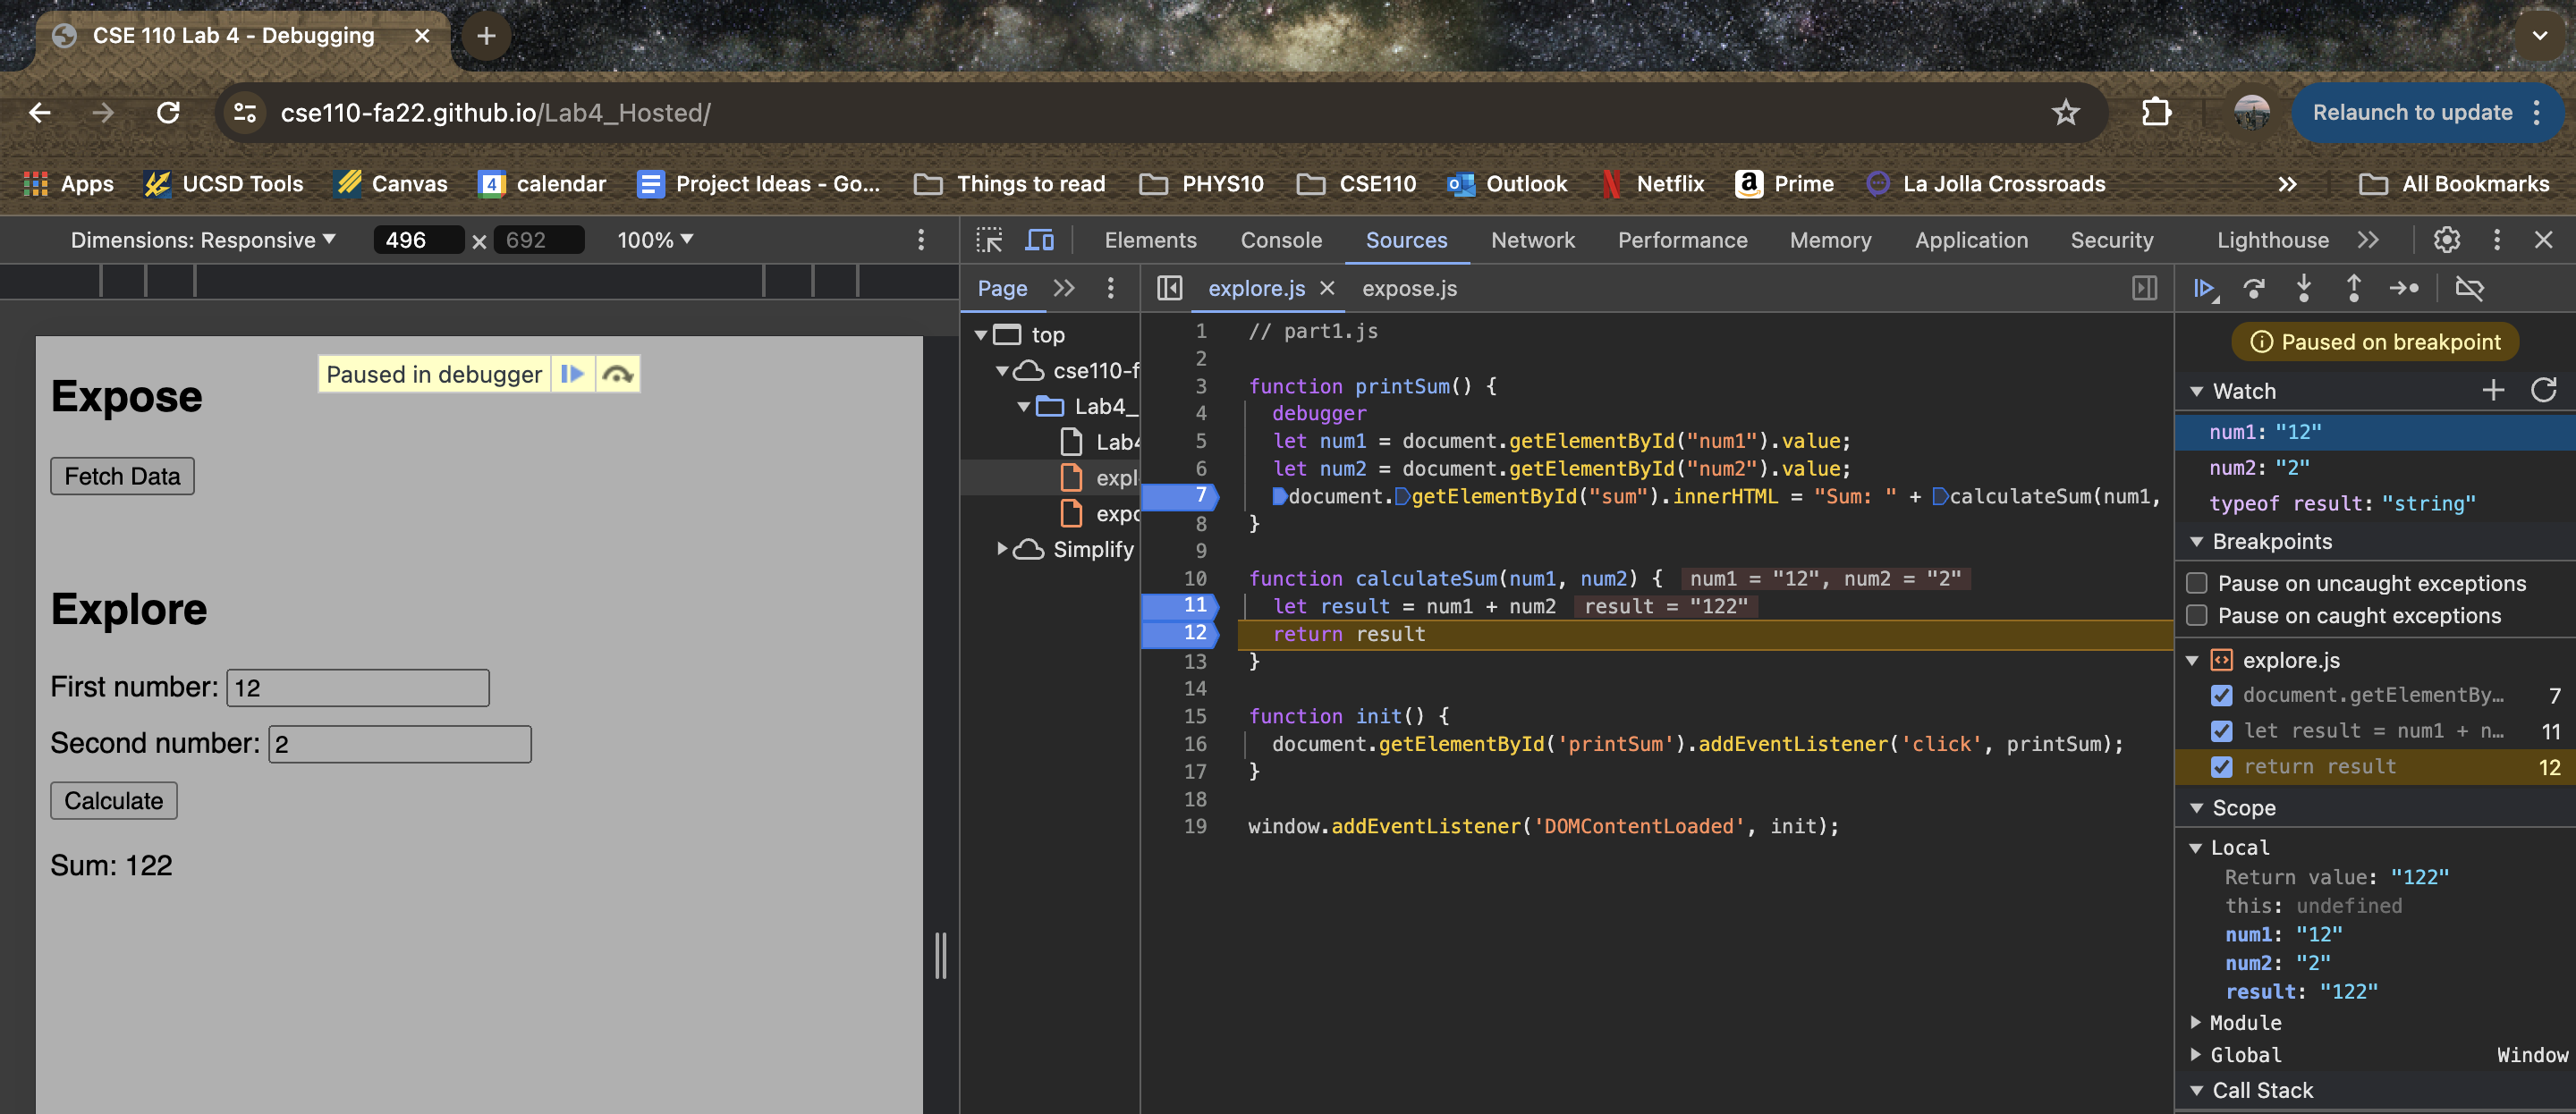 CSE 110 Lab 4 - Debugging
cse110-fa22.github.io/Lab4_Hosted/
Relaunch to update
Apps UCSD Tools Canvas 4 calendar Project Ideas - Go... Things to read PHYS10 CSE110 Outlook Netflix Prime La Jolla Crossroads » All Bookmarks
Dimensions: Responsive 496 × 692 100%
Elements Console Sources Network Performance Memory Application Security Lighthouse
Page
explore.js expose.js
top
cse110-f
Lab4_
Lab4
expl
expo
Simplify
Paused in debugger
Expose
Fetch Data
Explore
First number: 12
Second number: 2
Calculate
Sum: 122
1 // part1.js
2
3 function printSum() {
4 debugger
5 let num1 = document.getElementById("num1").value;
6 let num2 = document.getElementById("num2").value;
7 document.getElementById("sum").innerHTML = "Sum: " + calculateSum(num1,
8 }
9
10 function calculateSum(num1, num2) { num1 = "12", num2 = "2"
11 let result = num1 + num2 result = "122"
12 return result
13 }
14
15 function init() {
16 document.getElementById('printSum').addEventListener('click', printSum);
17 }
18
19 window.addEventListener('DOMContentLoaded', init);
Paused on breakpoint
Watch
num1: "12"
num2: "2"
typeof result: "string"
Breakpoints
Pause on uncaught exceptions
Pause on caught exceptions
explore.js
document.getElementBy… 7
let result = num1 + n… 11
return result 12
Scope
Local
Return value: "122"
this: undefined
num1: "12"
num2: "2"
result: "122"
Module
Global Window
Call Stack